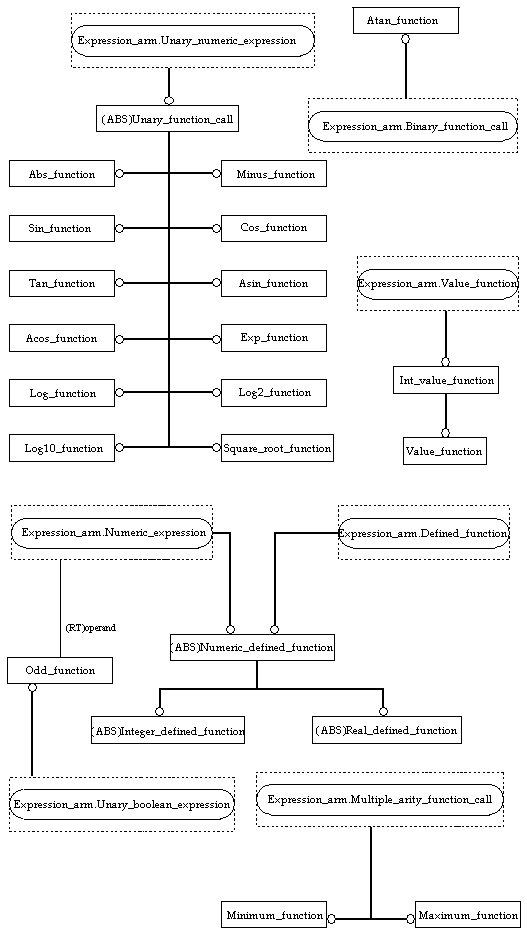 Expression_arm.Unary_numeric_expression
Atan_function
(ABS)Unary_function_call
Expression_arm.Binary_function_call
Abs_function
Minus_function
Sin_function
Cos_function
Tan_function
Asin_function
Expression_arm.Value_function
Acos_function
Exp_function
Int_value_function
Log_function
Log2_function
Log10_function
Square_root_function
Value_function
Expression_arm.Numeric_expression
Expression_arm.Defined_function
(RT)operand
(ABS)Numeric_defined_function
Odd_function
(ABS)Integer_defined_function
(ABS)Real_defined_function
Expression_arm.Unary_boolean_expression
Expression_arm.Multiple_arity_function_call
Minimum_function
Maximum_function